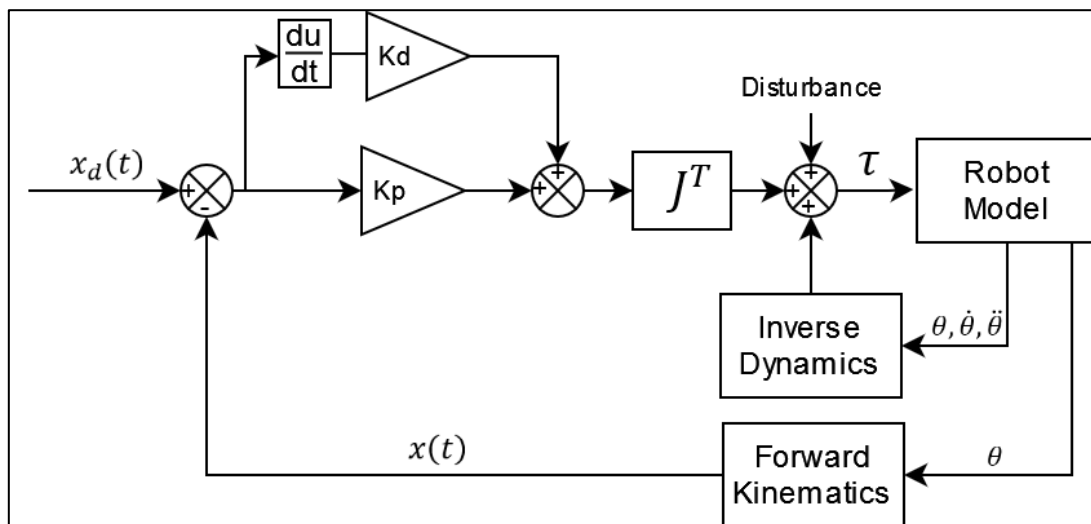 du
dt
Kd
Disturbance
x_d(t)
+
-
Kp
+
+
J^T
+
+
+
τ
Robot
Model
Inverse
Dynamics
θ, θ̇, θ̈
x(t)
Forward
Kinematics
θ